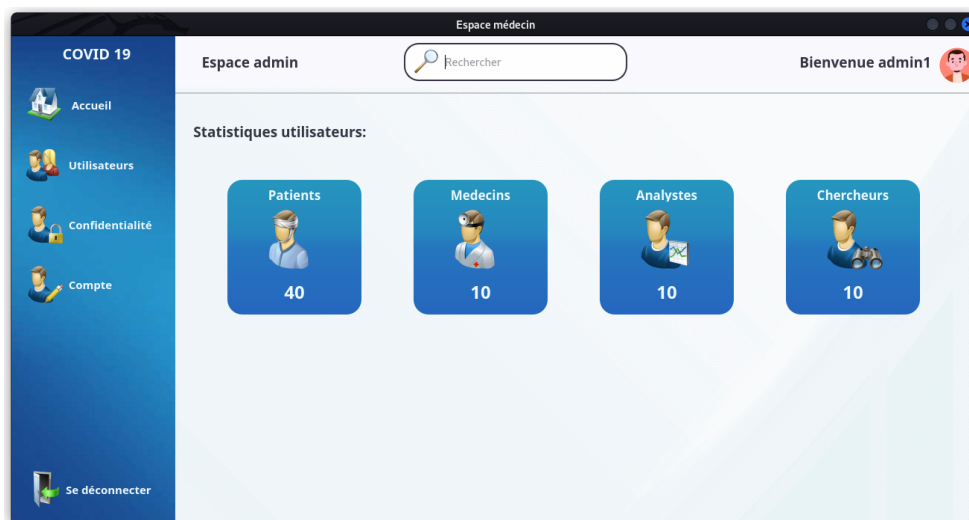 Espace médecin
COVID 19
Accueil
Utilisateurs
Confidentialité
Compte
Se déconnecter
Espace admin
Rechercher
Bienvenue admin1
Statistiques utilisateurs:
Patients
40
Medecins
10
Analystes
10
Chercheurs
10